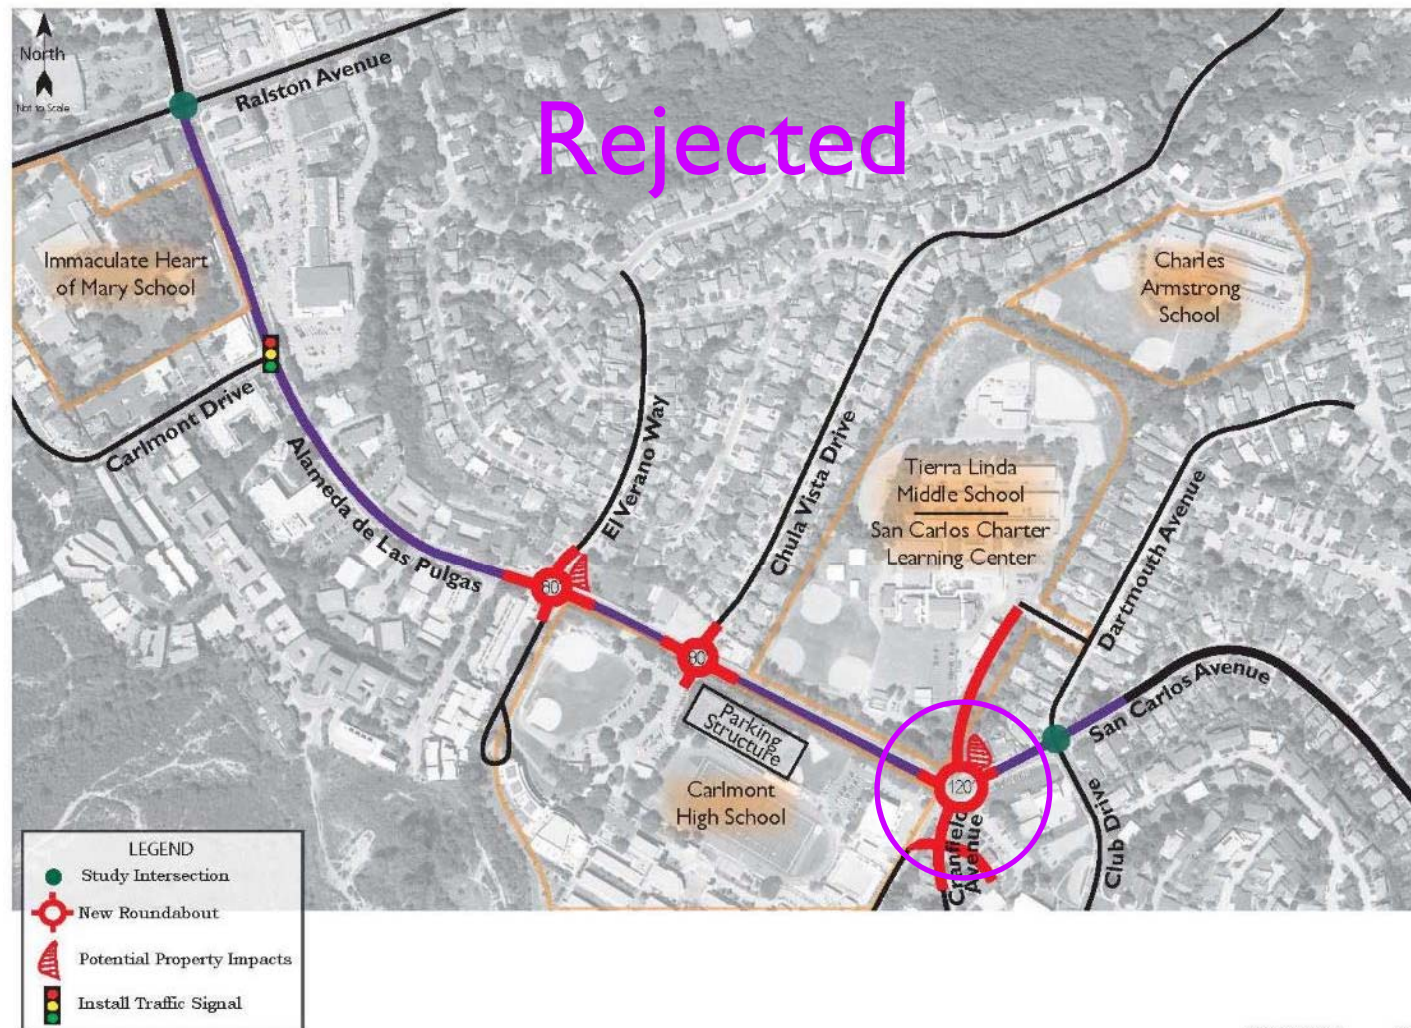 North
Not to Scale
Ralston Avenue
Rejected
Immaculate Heart
of Mary School
Charles
Armstrong
School
Carlmont Drive
Alameda de Las Pulgas
El Verano Way
Chula Vista Drive
Tierra Linda
Middle School
San Carlos Charter
Learning Center
Dartmouth Avenue
San Carlos Avenue
80'
80'
120'
Parking
Structure
Carlmont
High School
Cranfield
Avenue
Club Drive
LEGEND
Study Intersection
New Roundabout
Potential Property Impacts
Install Traffic Signal